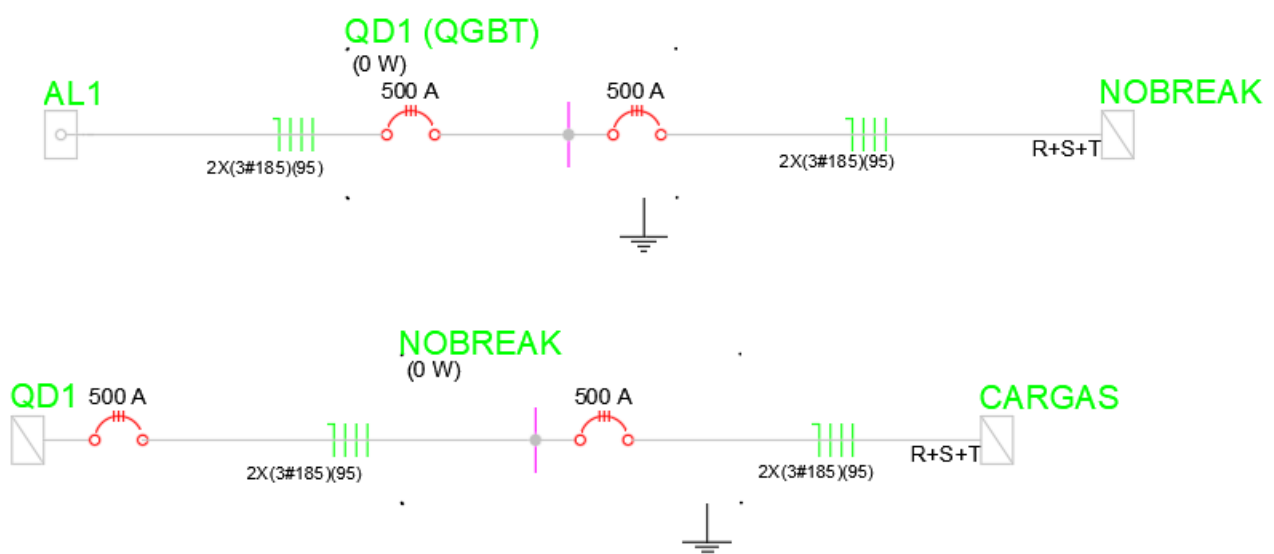 QD1 (QGBT)
(0 W)
AL1
500 A
500 A
NOBREAK
2X(3#185)(95)
2X(3#185)(95)
R+S+T
NOBREAK
(0 W)
QD1
500 A
500 A
CARGAS
2X(3#185)(95)
2X(3#185)(95)
R+S+T